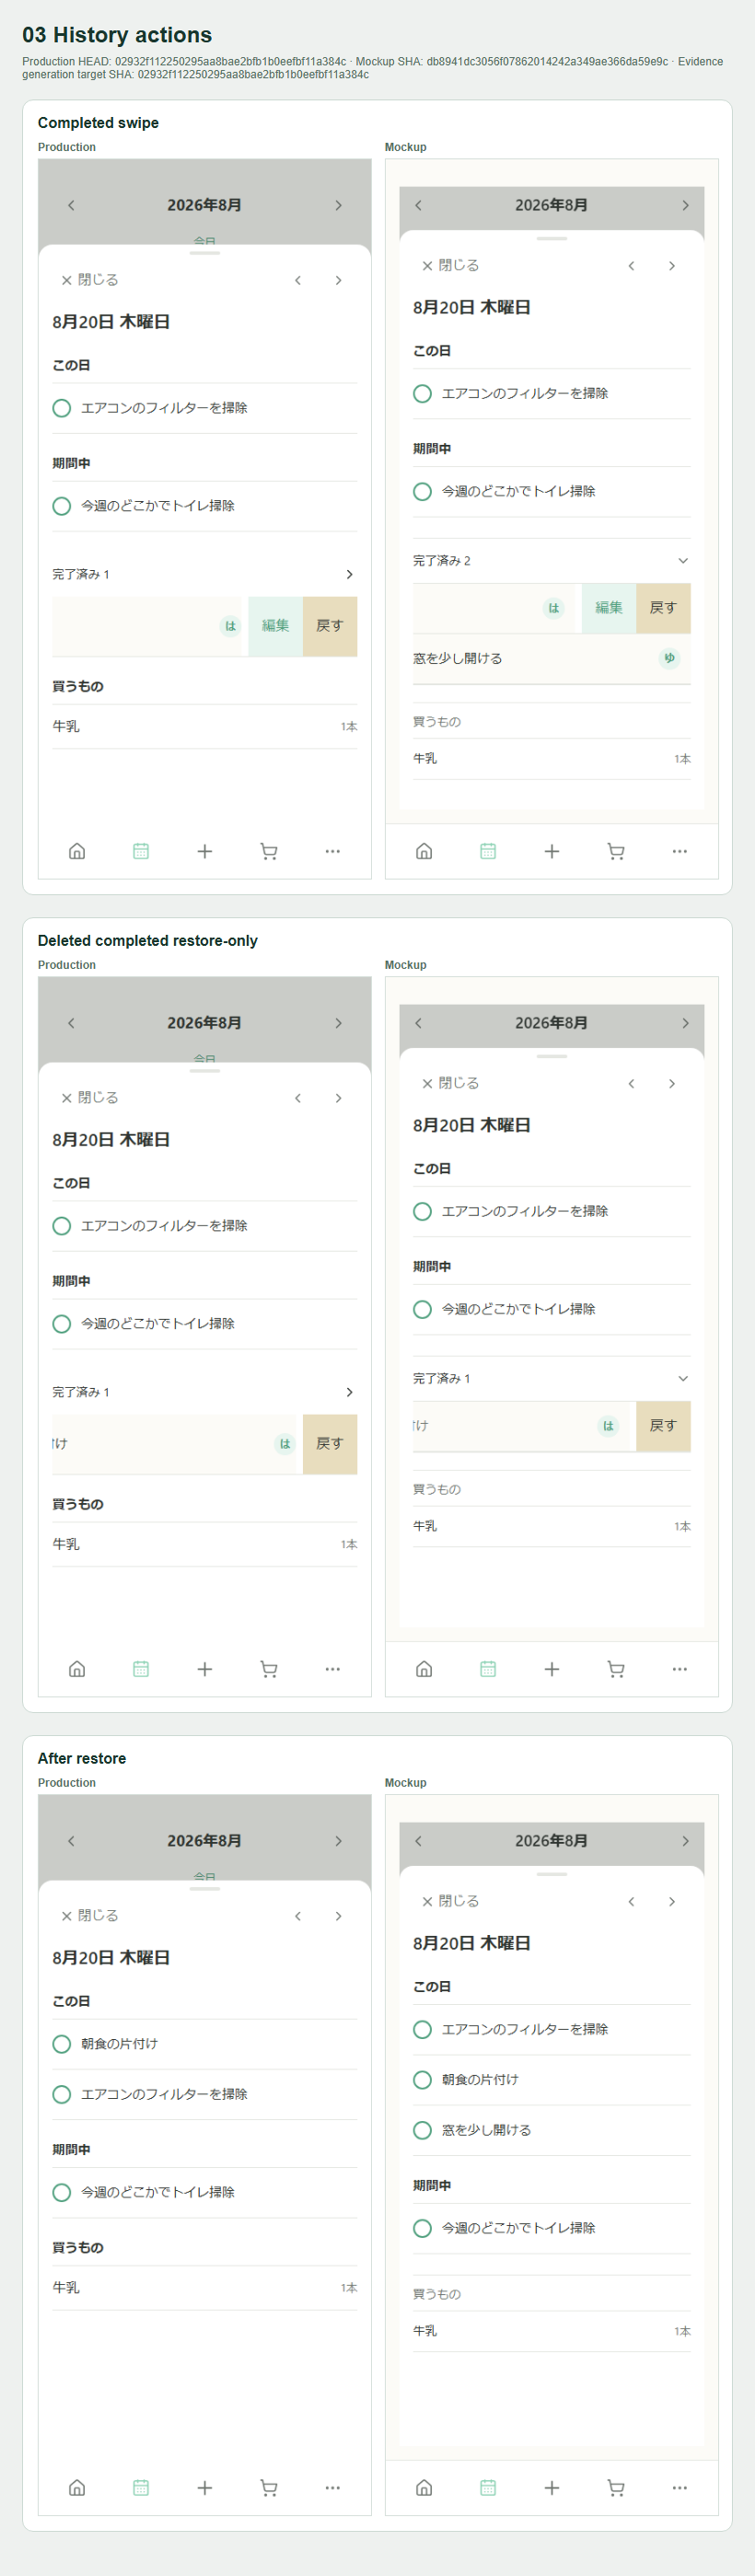 03 History actions
Production HEAD: 02932f112250295aa8bae2bfb1b0eefbf11a384c · Mockup SHA: db8941dc3056f07862014242a349ae366da59e9c · Evidence
generation target SHA: 02932f112250295aa8bae2bfb1b0eefbf11a384c
Completed swipe
Production
2026年8月
今日
閉じる
8月20日 木曜日
この日
エアコンのフィルターを掃除
期間中
今週のどこかでトイレ掃除
完了済み 1
は 編集 戻す
買うもの
牛乳 1本
Mockup
2026年8月
閉じる
8月20日 木曜日
この日
エアコンのフィルターを掃除
期間中
今週のどこかでトイレ掃除
完了済み 2
は 編集 戻す
窓を少し開ける ゆ
買うもの
牛乳 1本
Deleted completed restore-only
Production
2026年8月
今日
閉じる
8月20日 木曜日
この日
エアコンのフィルターを掃除
期間中
今週のどこかでトイレ掃除
完了済み 1
け は 戻す
買うもの
牛乳 1本
Mockup
2026年8月
閉じる
8月20日 木曜日
この日
エアコンのフィルターを掃除
期間中
今週のどこかでトイレ掃除
完了済み 1
け は 戻す
買うもの
牛乳 1本
After restore
Production
2026年8月
今日
閉じる
8月20日 木曜日
この日
朝食の片付け
エアコンのフィルターを掃除
期間中
今週のどこかでトイレ掃除
買うもの
牛乳 1本
Mockup
2026年8月
閉じる
8月20日 木曜日
この日
エアコンのフィルターを掃除
朝食の片付け
窓を少し開ける
期間中
今週のどこかでトイレ掃除
買うもの
牛乳 1本